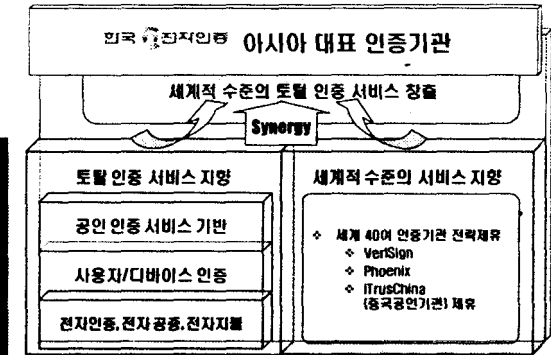 한국전자인증 아시아 대표 인증기관
세계적 수준의 토탈 인증 서비스 창출
Synergy
토탈 인증 서비스 지향
공인 인증 서비스 기반
사용자/디바이스 인증
전자인증, 전자공증, 전자지불
세계적 수준의 서비스 지향
❖ 세계 40여 인증기관 전략제휴
❖ VeriSign
❖ Phoenix
❖ iTrusChina
(중국공인기관) 제휴